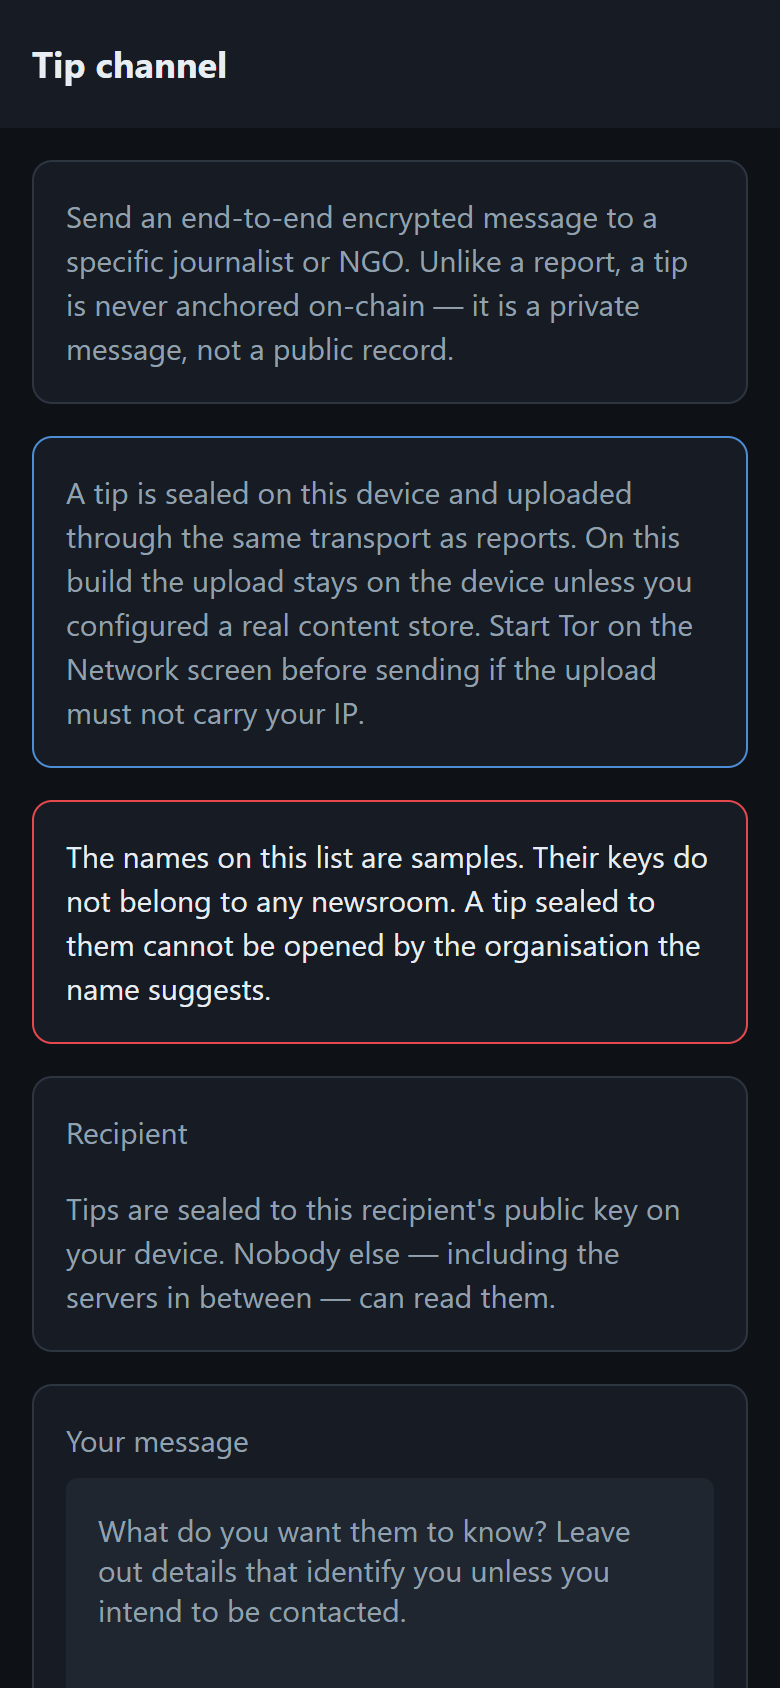 Tip channel
Send an end-to-end encrypted message to a
specific journalist or NGO. Unlike a report, a tip
is never anchored on-chain — it is a private
message, not a public record.
A tip is sealed on this device and uploaded
through the same transport as reports. On this
build the upload stays on the device unless you
configured a real content store. Start Tor on the
Network screen before sending if the upload
must not carry your IP.
The names on this list are samples. Their keys do
not belong to any newsroom. A tip sealed to
them cannot be opened by the organisation the
name suggests.
Recipient
Tips are sealed to this recipient's public key on
your device. Nobody else — including the
servers in between — can read them.
Your message
What do you want them to know? Leave
out details that identify you unless you
intend to be contacted.